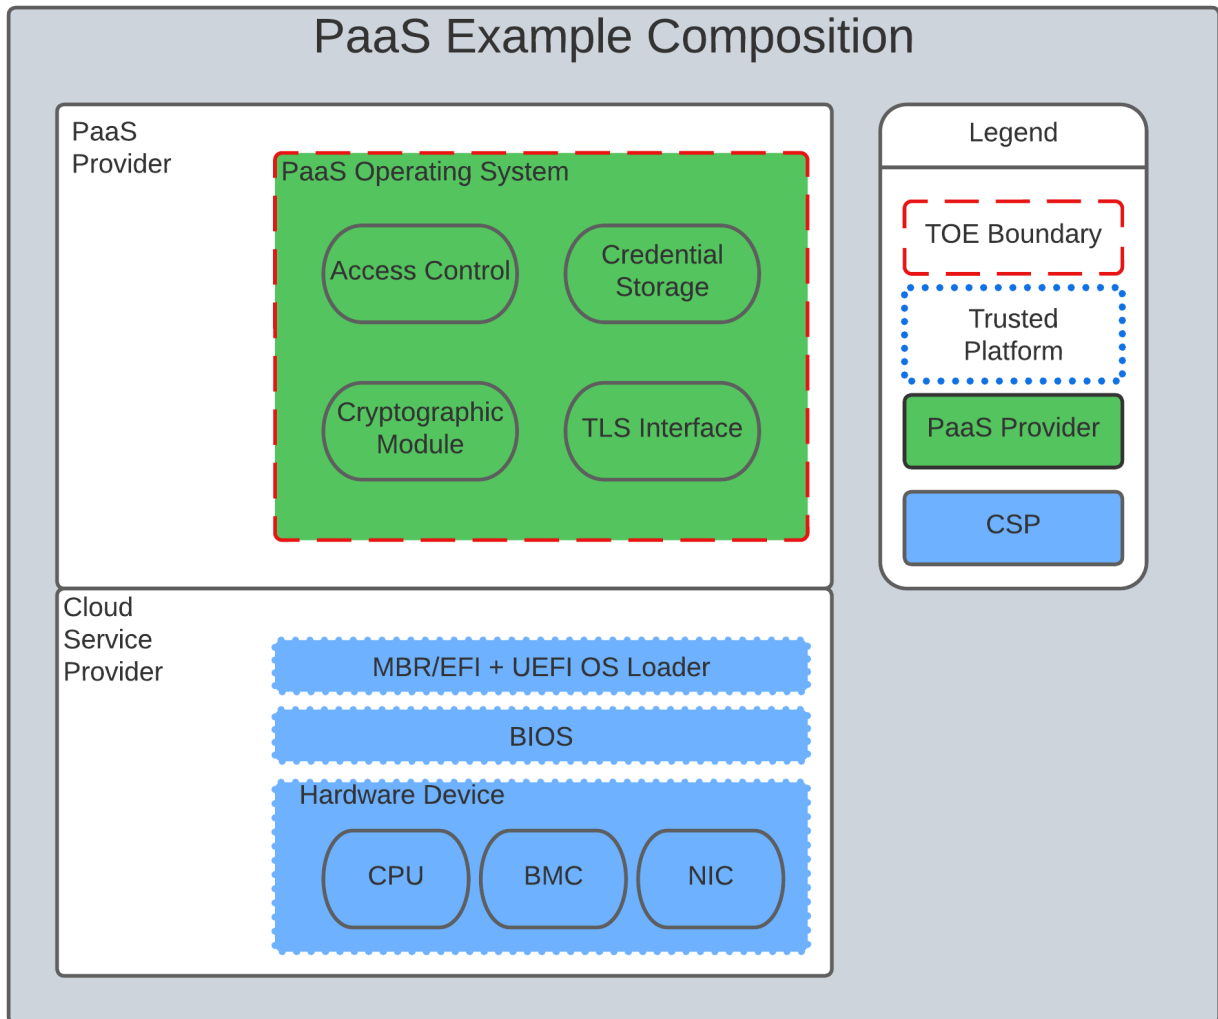 PaaS Example Composition
PaaS
Provider
PaaS Operating System
Access Control
Credential
Storage
Cryptographic
Module
TLS Interface
Cloud
Service
Provider
MBR/EFI + UEFI OS Loader
BIOS
Hardware Device
CPU
BMC
NIC
Legend
TOE Boundary
Trusted
Platform
PaaS Provider
CSP